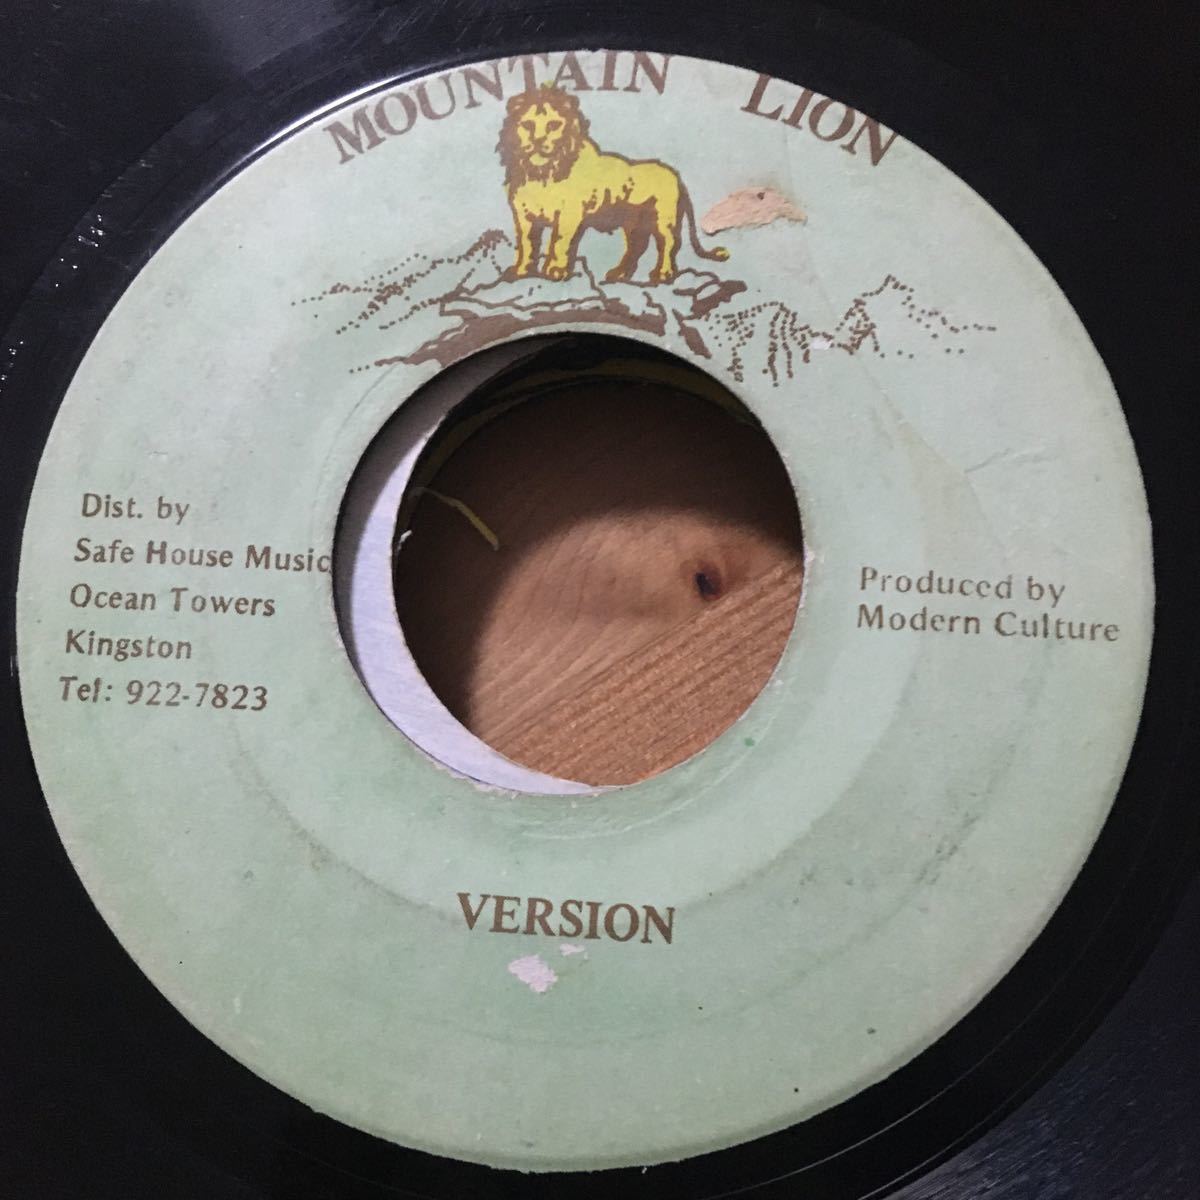 MOUNTAIN LION
Dist. by
Safe House Music
Ocean Towers
Kingston
Tel: 922-7823
Produced by
Modern Culture
VERSION